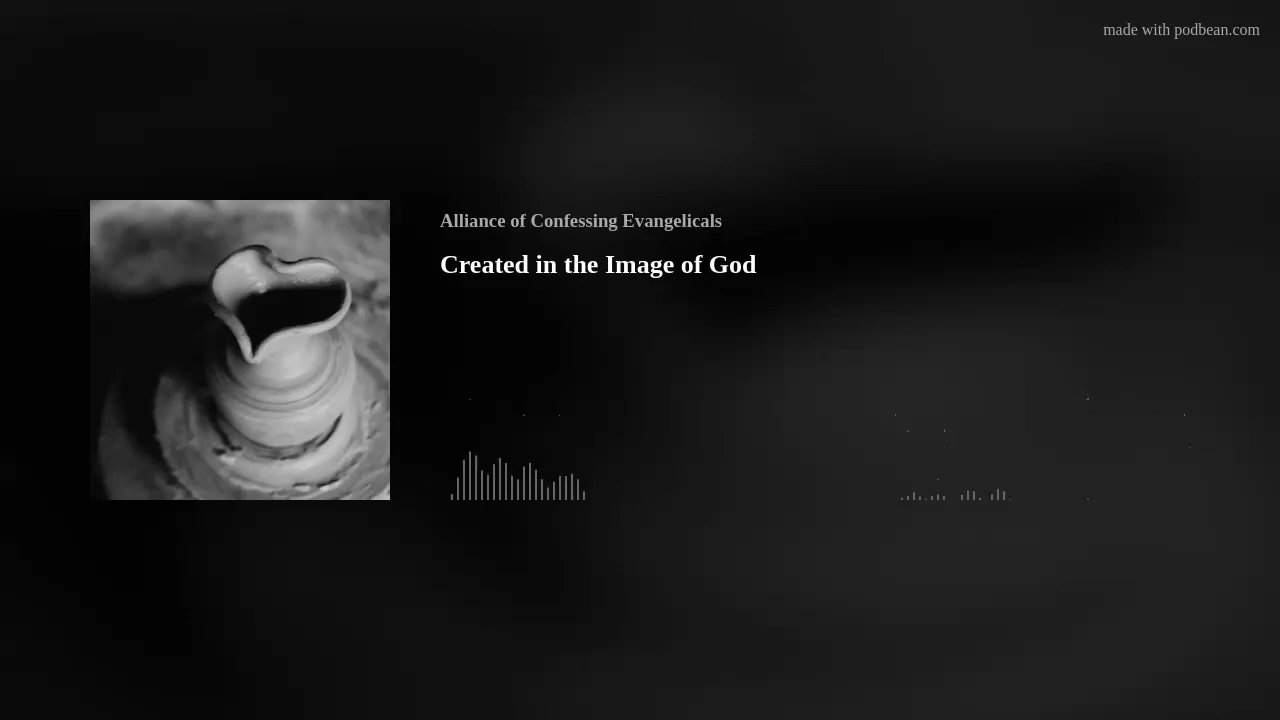 made with podbean.com
Alliance of Confessing Evangelicals
Created in the Image of God